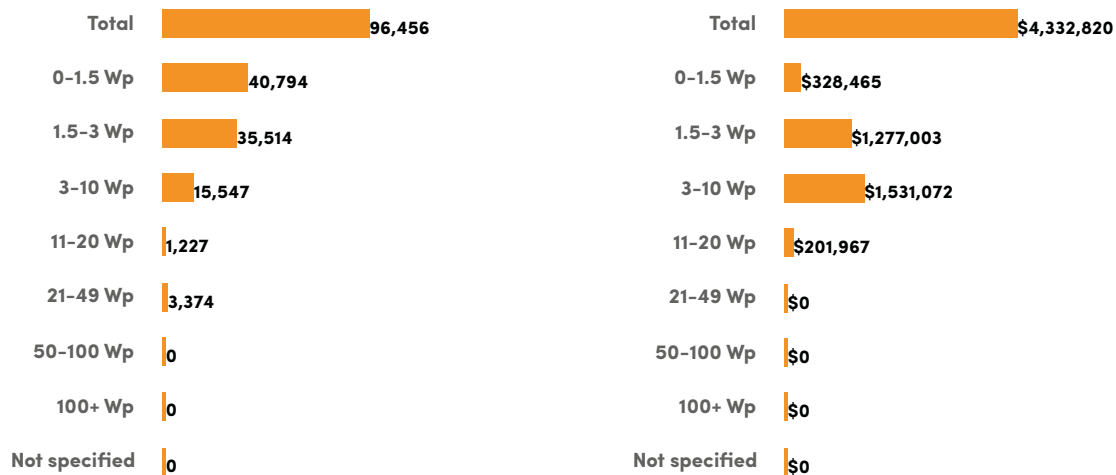 Total 96,456
0-1.5 Wp 40,794
1.5-3 Wp 35,514
3-10 Wp 15,547
11-20 Wp 1,227
21-49 Wp 3,374
50-100 Wp 0
100+ Wp 0
Not specified 0
Total $4,332,820
0-1.5 Wp $328,465
1.5-3 Wp $1,277,003
3-10 Wp $1,531,072
11-20 Wp $201,967
21-49 Wp $0
50-100 Wp $0
100+ Wp $0
Not specified $0